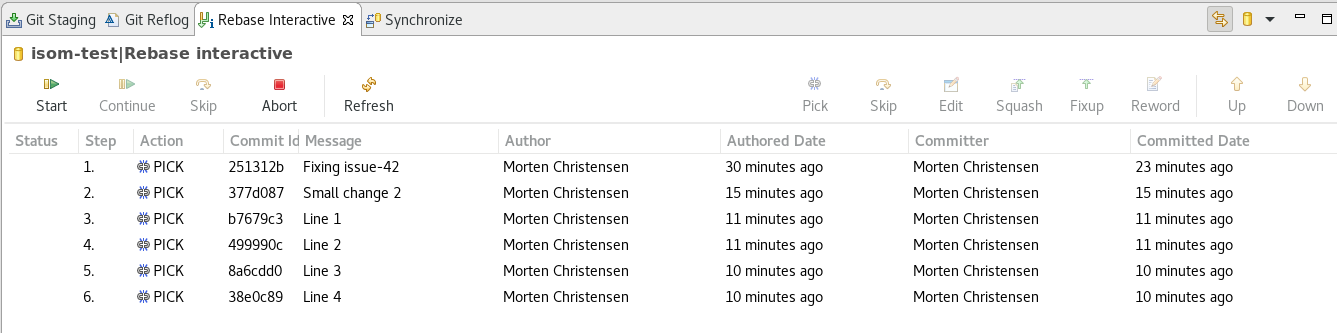 Git Staging Git Reflog Rebase Interactive Synchronize
isom-test|Rebase interactive
Start Continue Skip Abort Refresh Pick Skip Edit Squash Fixup Reword Up Down
Status Step Action Commit Id Message Author Authored Date Committer Committed Date
1. PICK 251312b Fixing issue-42 Morten Christensen 30 minutes ago Morten Christensen 23 minutes ago
2. PICK 377d087 Small change 2 Morten Christensen 15 minutes ago Morten Christensen 15 minutes ago
3. PICK b7679c3 Line 1 Morten Christensen 11 minutes ago Morten Christensen 11 minutes ago
4. PICK 499990c Line 2 Morten Christensen 11 minutes ago Morten Christensen 11 minutes ago
5. PICK 8a6cdd0 Line 3 Morten Christensen 10 minutes ago Morten Christensen 10 minutes ago
6. PICK 38e0c89 Line 4 Morten Christensen 10 minutes ago Morten Christensen 10 minutes ago